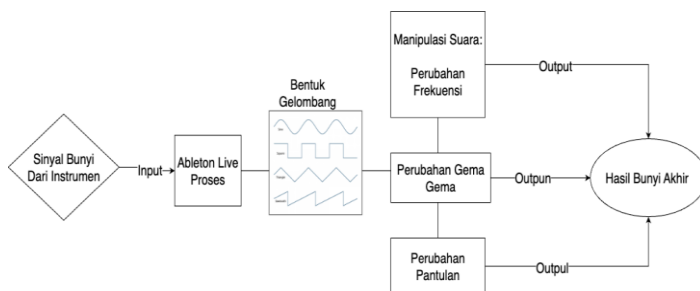 Sinyal Bunyi
Dari Instrumen
Input
Ableton Live
Proses
Bentuk
Gelombang
Manipulasi Suara:
Perubahan
Frekuensi
Output
Perubahan Gema
Gema
Outpun
Perubahan
Pantulan
Outpul
Hasil Bunyi Akhir